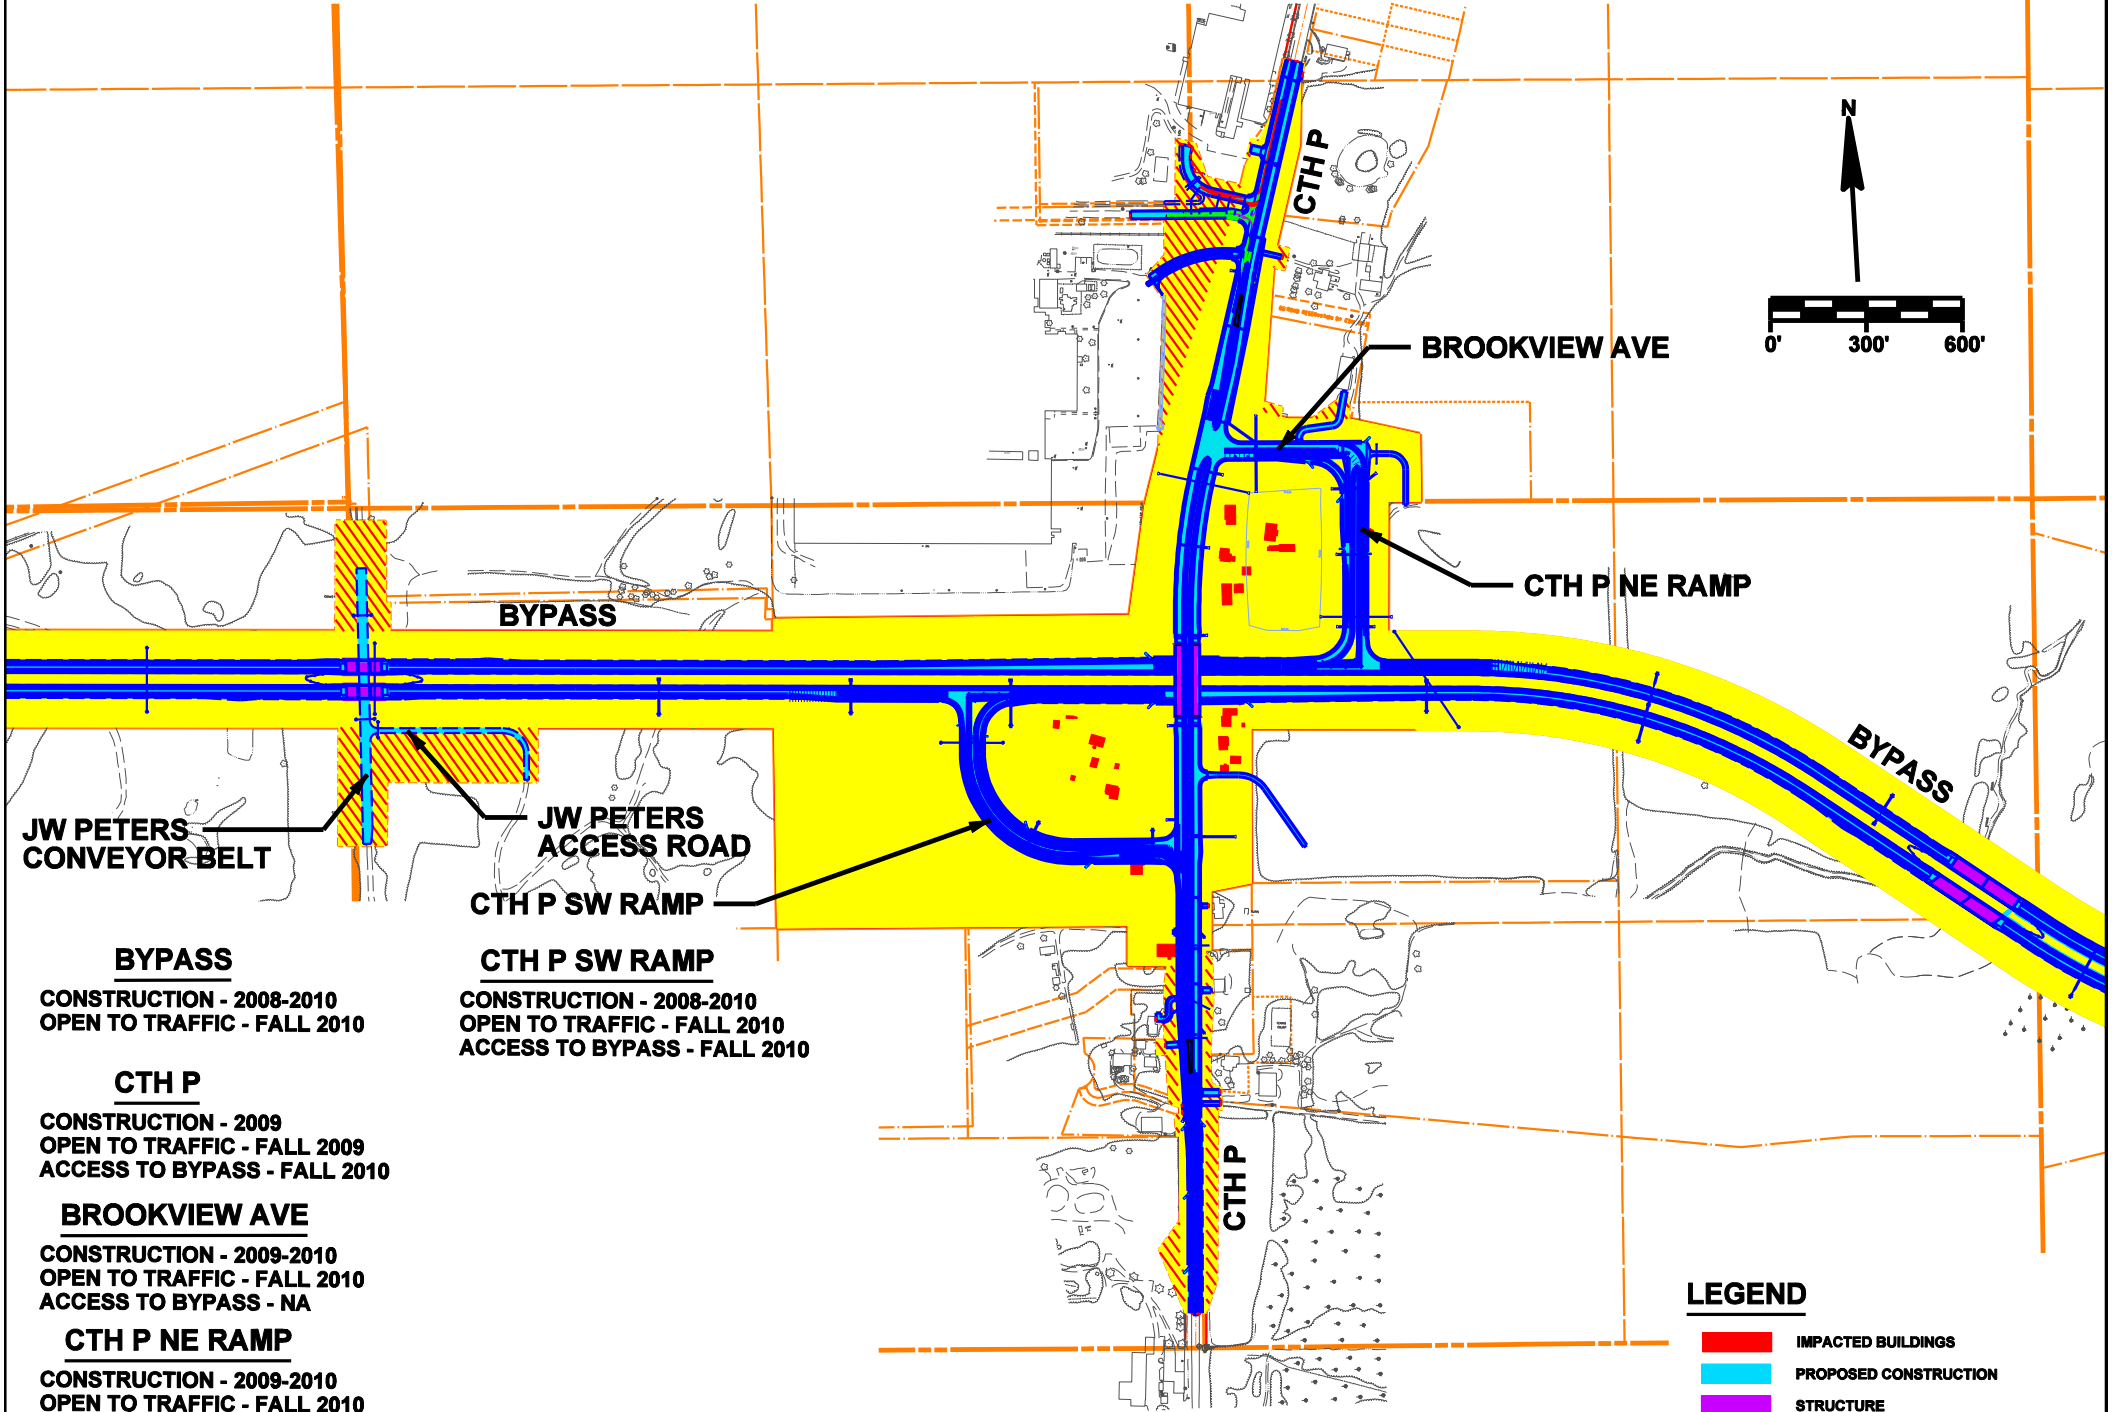 N
0' 300' 600'
CTH P
BROOKVIEW AVE
CTH P NE RAMP
BYPASS
BYPASS
JW PETERS
CONVEYOR BELT
JW PETERS
ACCESS ROAD
CTH P SW RAMP
CTH P
BYPASS
CONSTRUCTION - 2008-2010
OPEN TO TRAFFIC - FALL 2010
CTH P SW RAMP
CONSTRUCTION - 2008-2010
OPEN TO TRAFFIC - FALL 2010
ACCESS TO BYPASS - FALL 2010
CTH P
CONSTRUCTION - 2009
OPEN TO TRAFFIC - FALL 2009
ACCESS TO BYPASS - FALL 2010
BROOKVIEW AVE
CONSTRUCTION - 2009-2010
OPEN TO TRAFFIC - FALL 2010
ACCESS TO BYPASS - NA
CTH P NE RAMP
CONSTRUCTION - 2009-2010
OPEN TO TRAFFIC - FALL 2010
LEGEND
IMPACTED BUILDINGS
PROPOSED CONSTRUCTION
STRUCTURE